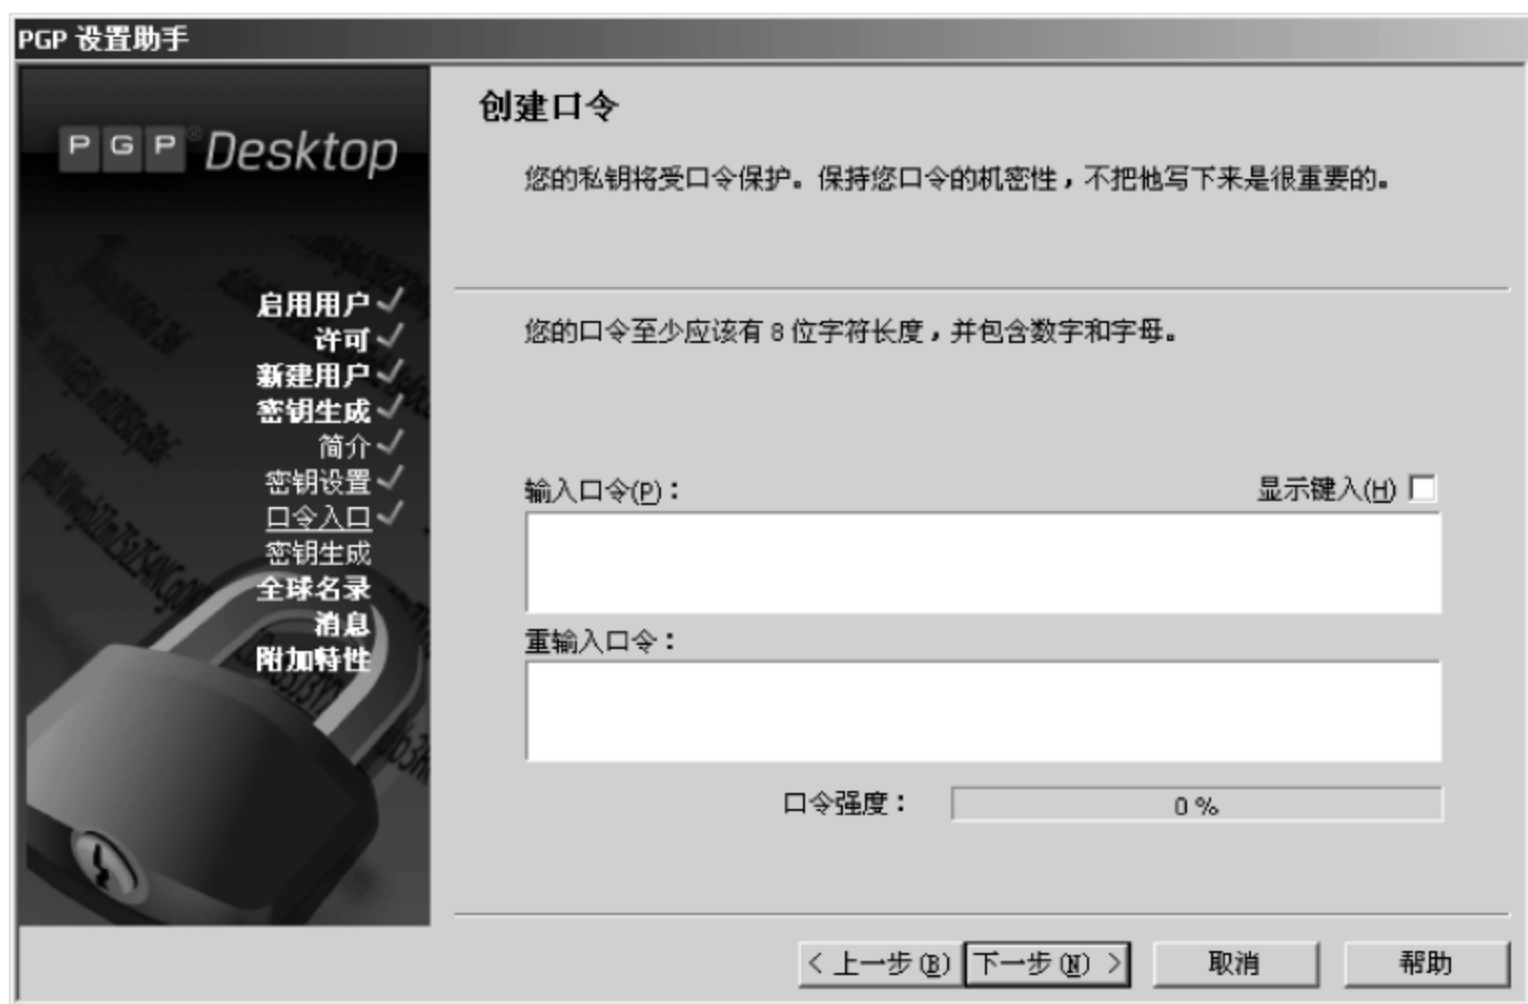 PGP 设置助手
PGP® Desktop
启用用户
许可
新建用户
密钥生成
简介
密钥设置
口令入口
密钥生成
全球名录
消息
附加特性
创建口令
您的私钥将受口令保护。保持您口令的机密性，不把他写下来是很重要的。
您的口令至少应该有 8 位字符长度，并包含数字和字母。
输入口令(P)： 显示键入(H)
重输入口令：
口令强度： 0 %
< 上一步(B) 下一步(N) > 取消 帮助